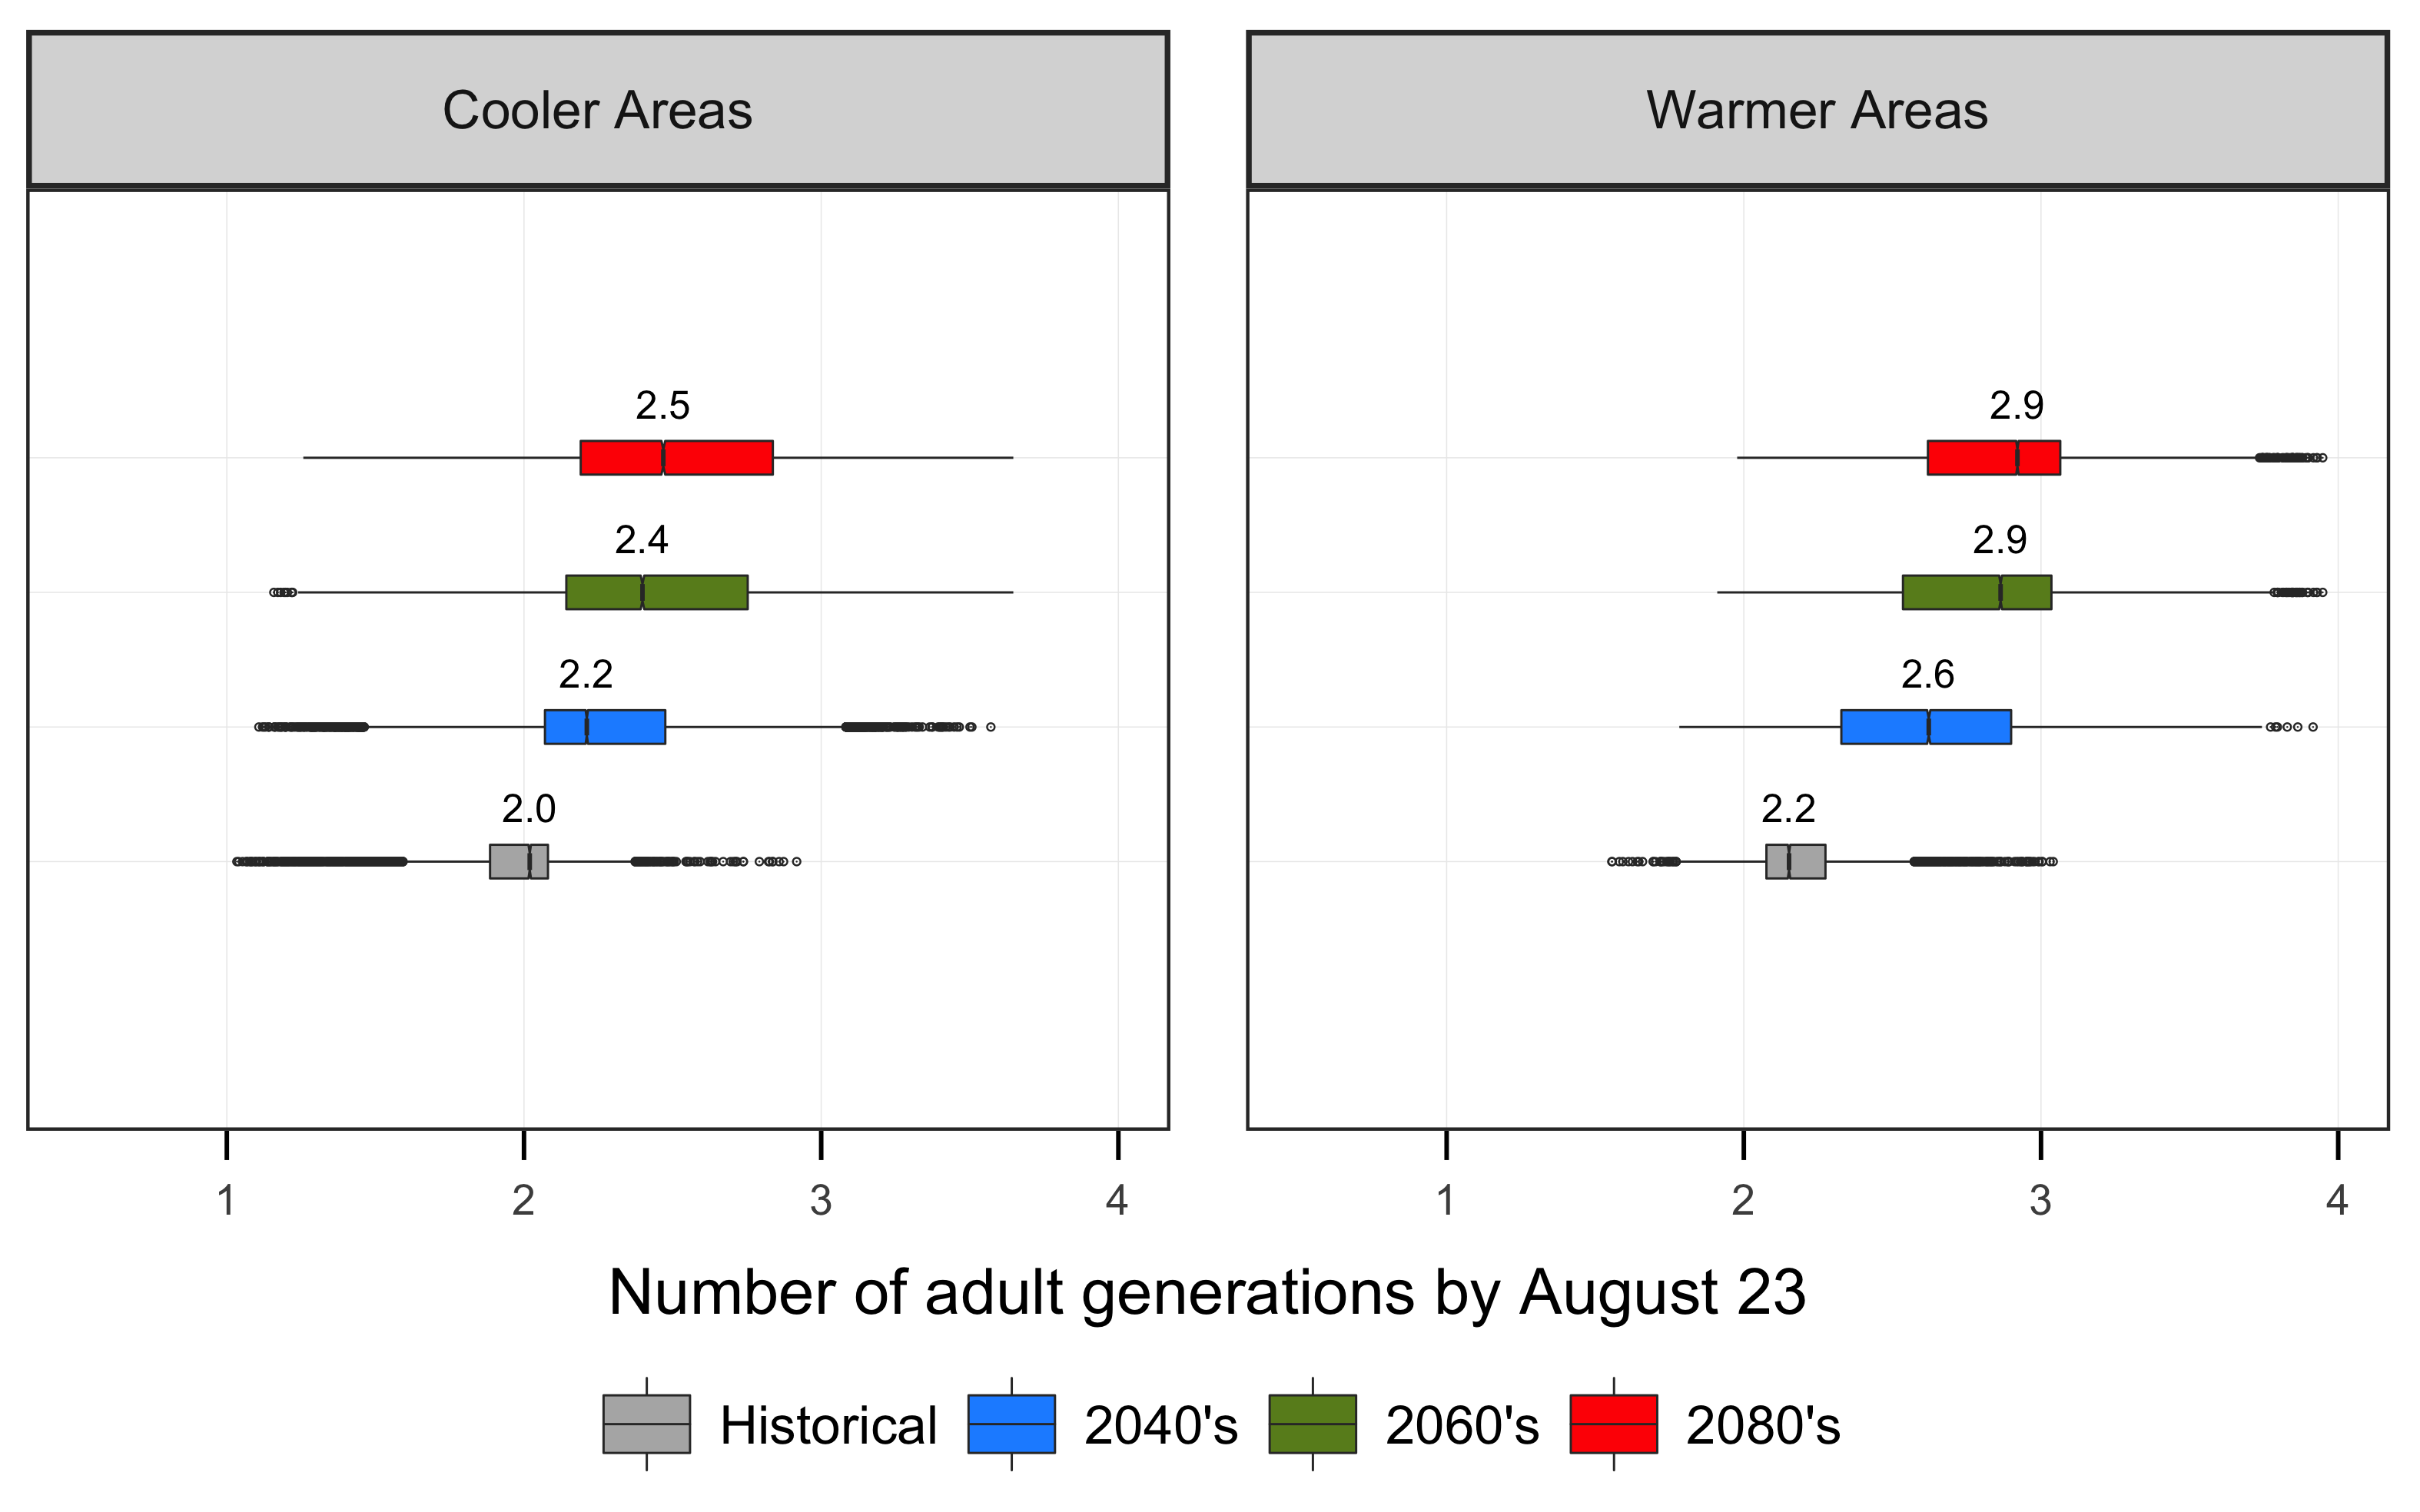 Cooler Areas
Warmer Areas
2.5
2.9
2.4
2.9
2.2
2.6
2.0
2.2
1 2 3 4
1 2 3 4
Number of adult generations by August 23
Historical 2040's 2060's 2080's